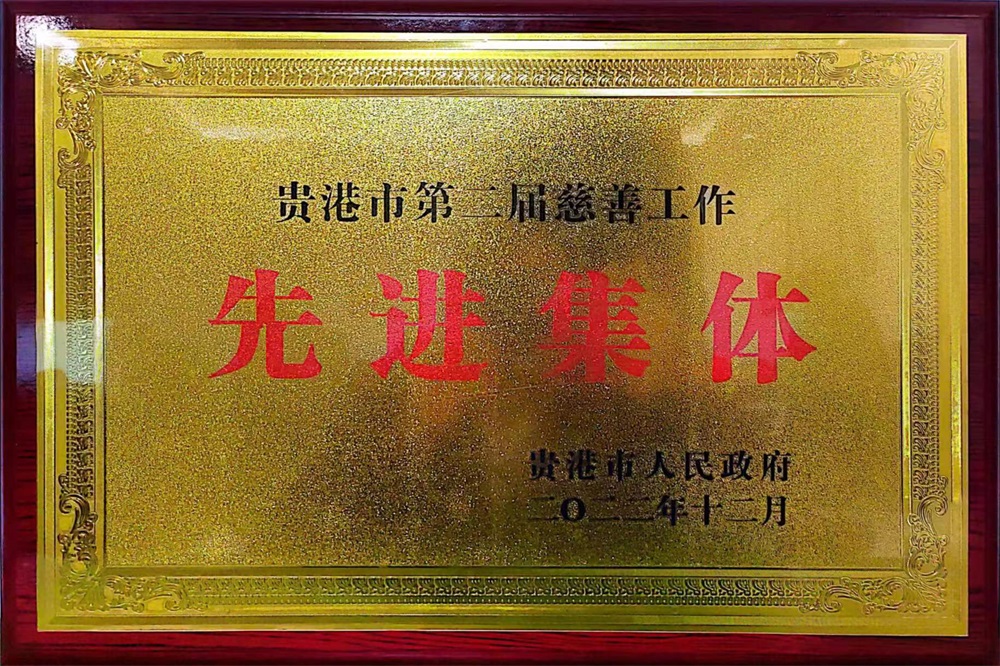 贵港市第二届慈善工作
先进集体
贵港市人民政府
二〇二二年十二月